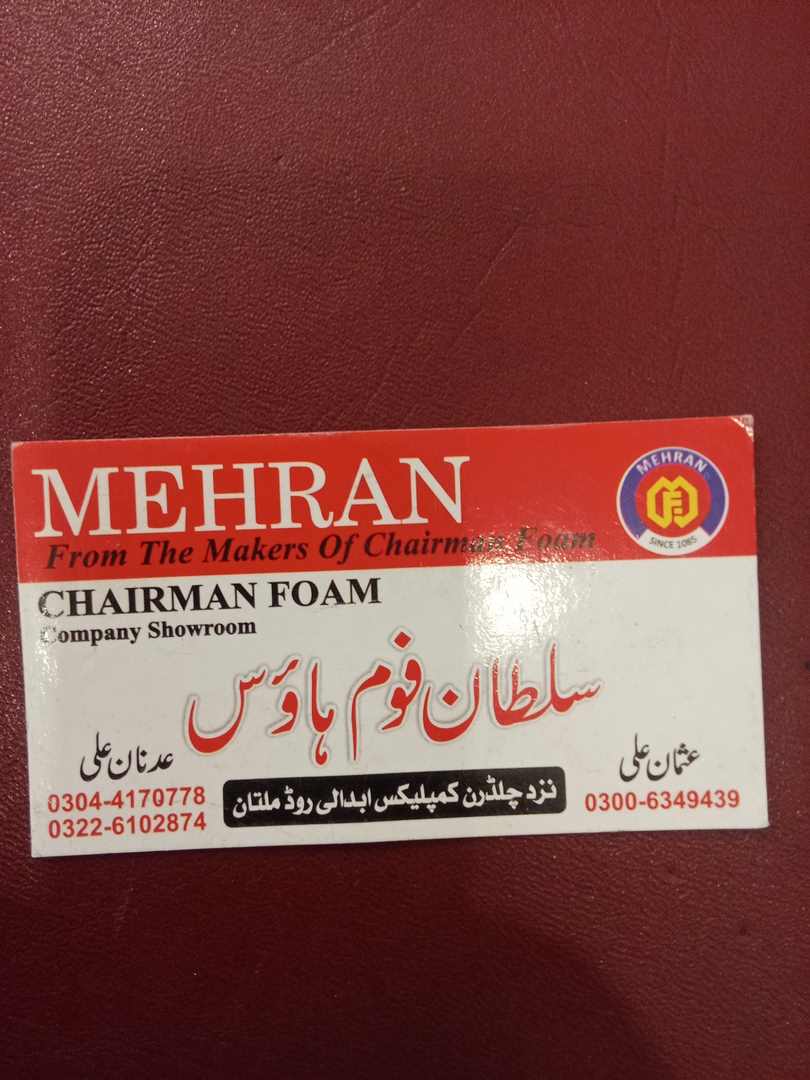 MEHRAN
From The Makers Of Chairman Foam
MEHRAN
SINCE 1085
CHAIRMAN FOAM
Company Showroom
سلطان فوم ہاؤس
عثمان علی
0300-6349439
نزد چلڈرن کمپلیکس ابدالی روڈ ملتان
عدنان علی
0304-4170778
0322-6102874